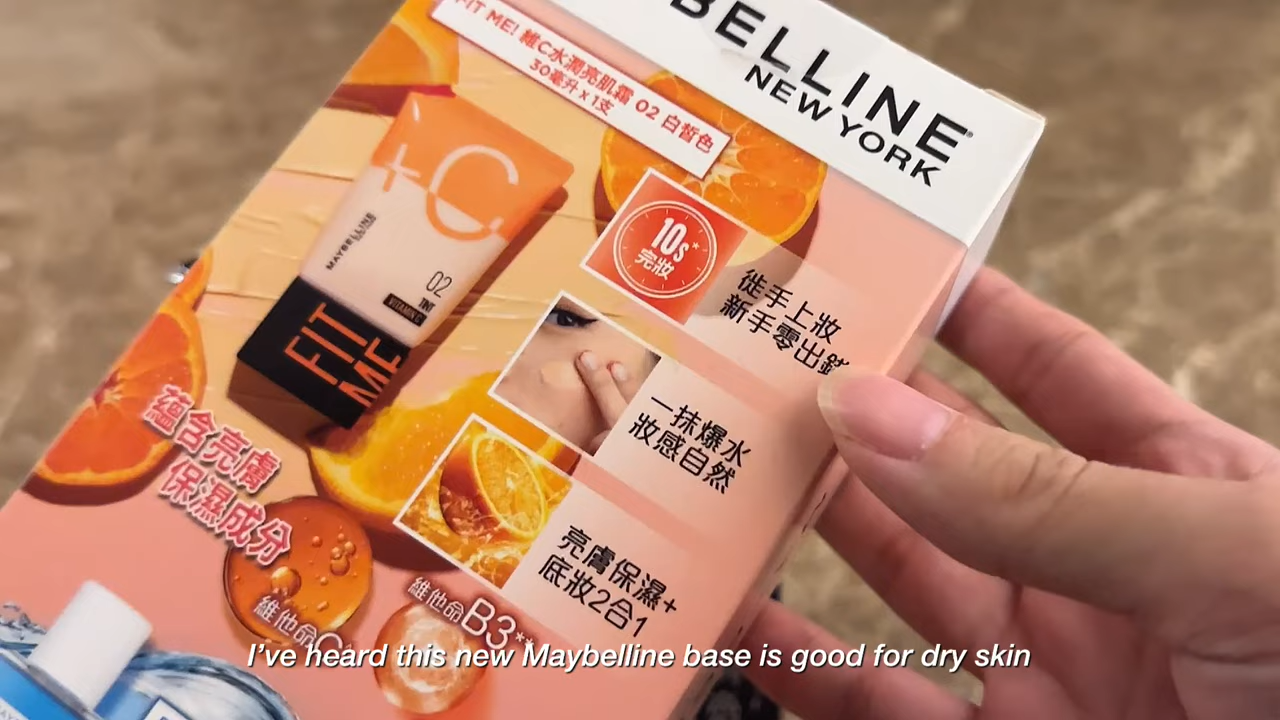 BELLINE
NEW YORK
FIT ME! 維C水潤亮肌霜 02 白皙色
30毫升 x 1支
+C
MAYBELLINE
02
TINT
VITAMIN C
FIT
ME
10s*
完妝
徒手上妝
新手零出錯
一抹爆水
妝感自然
亮膚保濕+
底妝2合1
蘊含亮膚
保濕成分
維他命C
維他命B3**
I've heard this new Maybelline base is good for dry skin